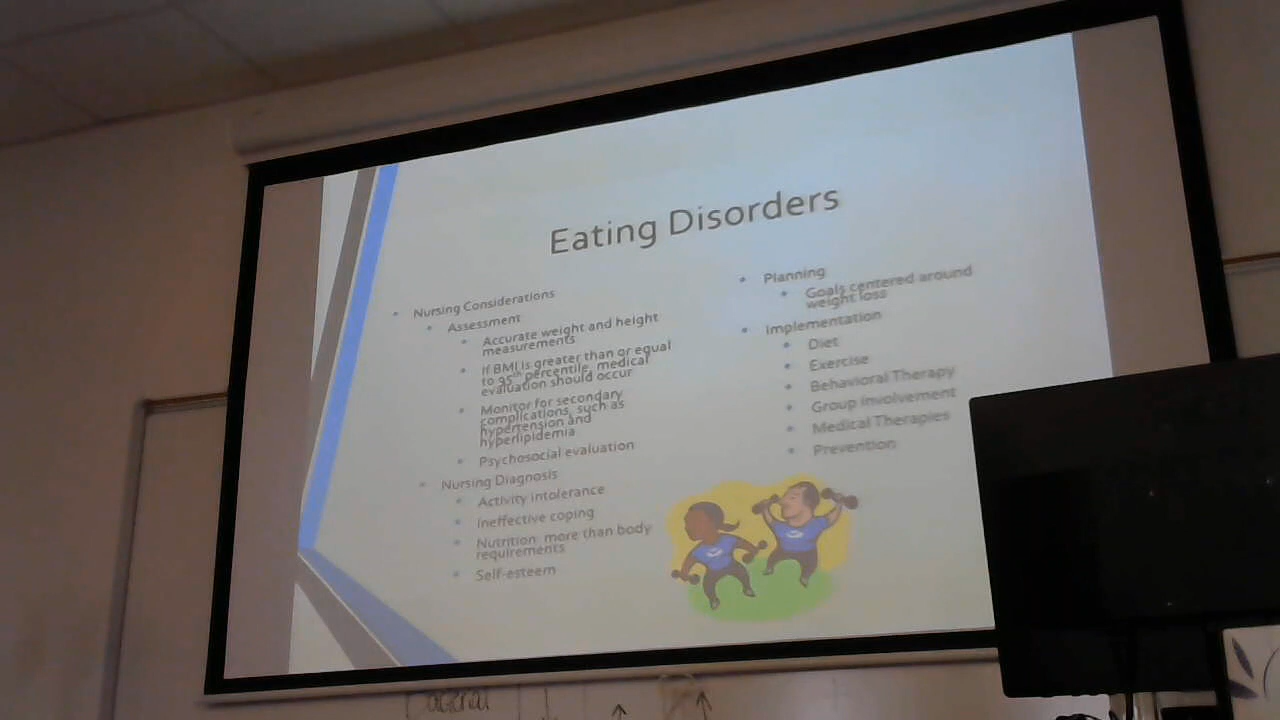 Eating Disorders
Nursing Considerations
Assessment
Accurate weight and height
measurements
If BMI is greater than or equal
to 95th percentile, medical
evaluation should occur
Monitor for secondary
complications, such as
hypertension and
hyperlipidemia
Psychosocial evaluation
Nursing Diagnosis
Activity intolerance
Ineffective coping
Nutrition: more than body
requirements
Self-esteem
Planning
Goals centered around
weight loss
Implementation
Diet
Exercise
Behavioral Therapy
Group involvement
Medical Therapies
Prevention